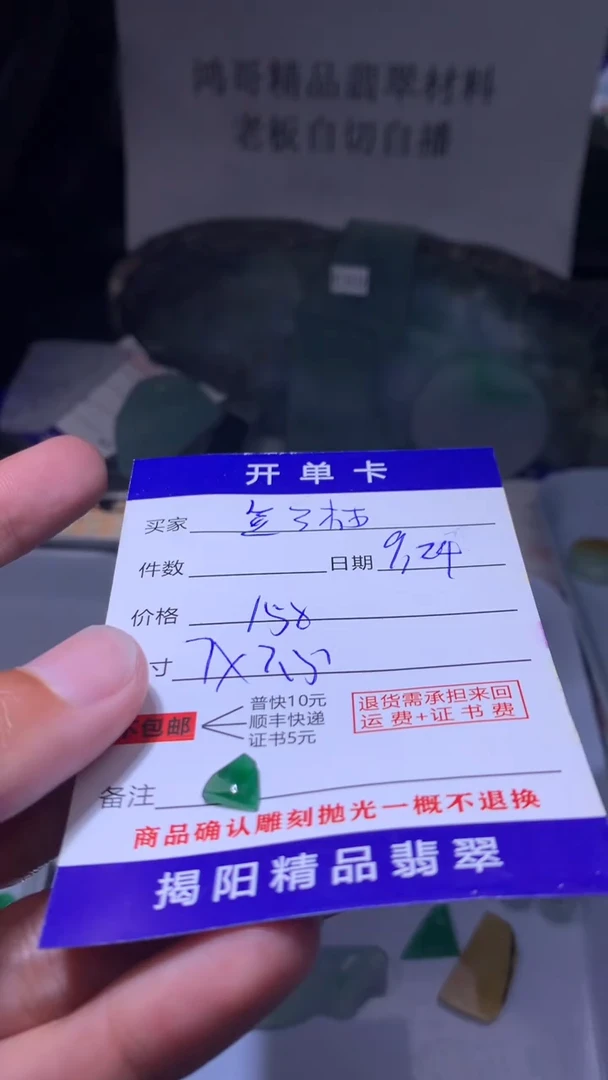 鸿哥精品翡翠材料
老板自切自播
开单卡
买家
件数 日期 9,24
价格 158
寸 7X7,5
不包邮
普快10元
顺丰快递
证书5元
退货需承担来回
运费+证书费
备注
商品确认雕刻抛光一概不退换
揭阳精品翡翠